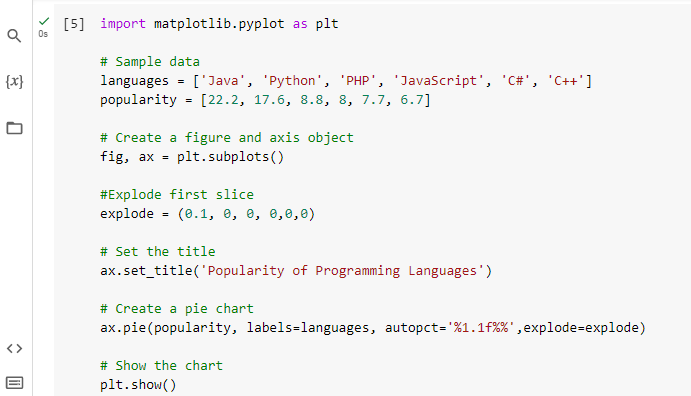 [5] import matplotlib.pyplot as plt
0s
# Sample data
{x}
languages = ['Java', 'Python', 'PHP', 'JavaScript', 'C#', 'C++']
popularity = [22.2, 17.6, 8.8, 8, 7.7, 6.7]
# Create a figure and axis object
fig, ax = plt.subplots()
#Explode first slice
explode = (0.1, 0, 0, 0,0,0)
# Set the title
ax.set_title('Popularity of Programming Languages')
# Create a pie chart
ax.pie(popularity, labels=languages, autopct='%1.1f%%',explode=explode)
<>
# Show the chart
plt.show()